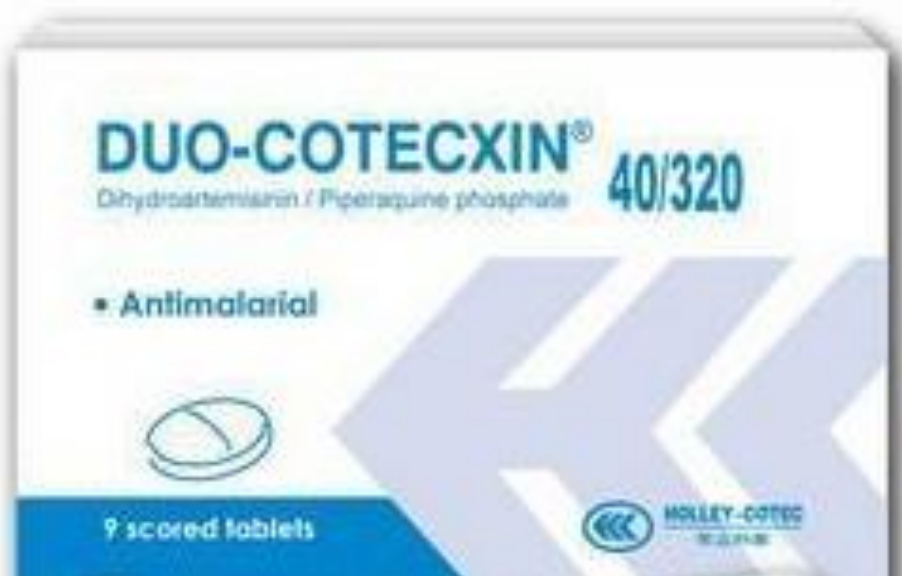 DUO-COTECXIN® 40/320
Dihydroartemisinin / Piperaquine phosphate
• Antimalarial
9 scored tablets
HOLLEY-COTEC